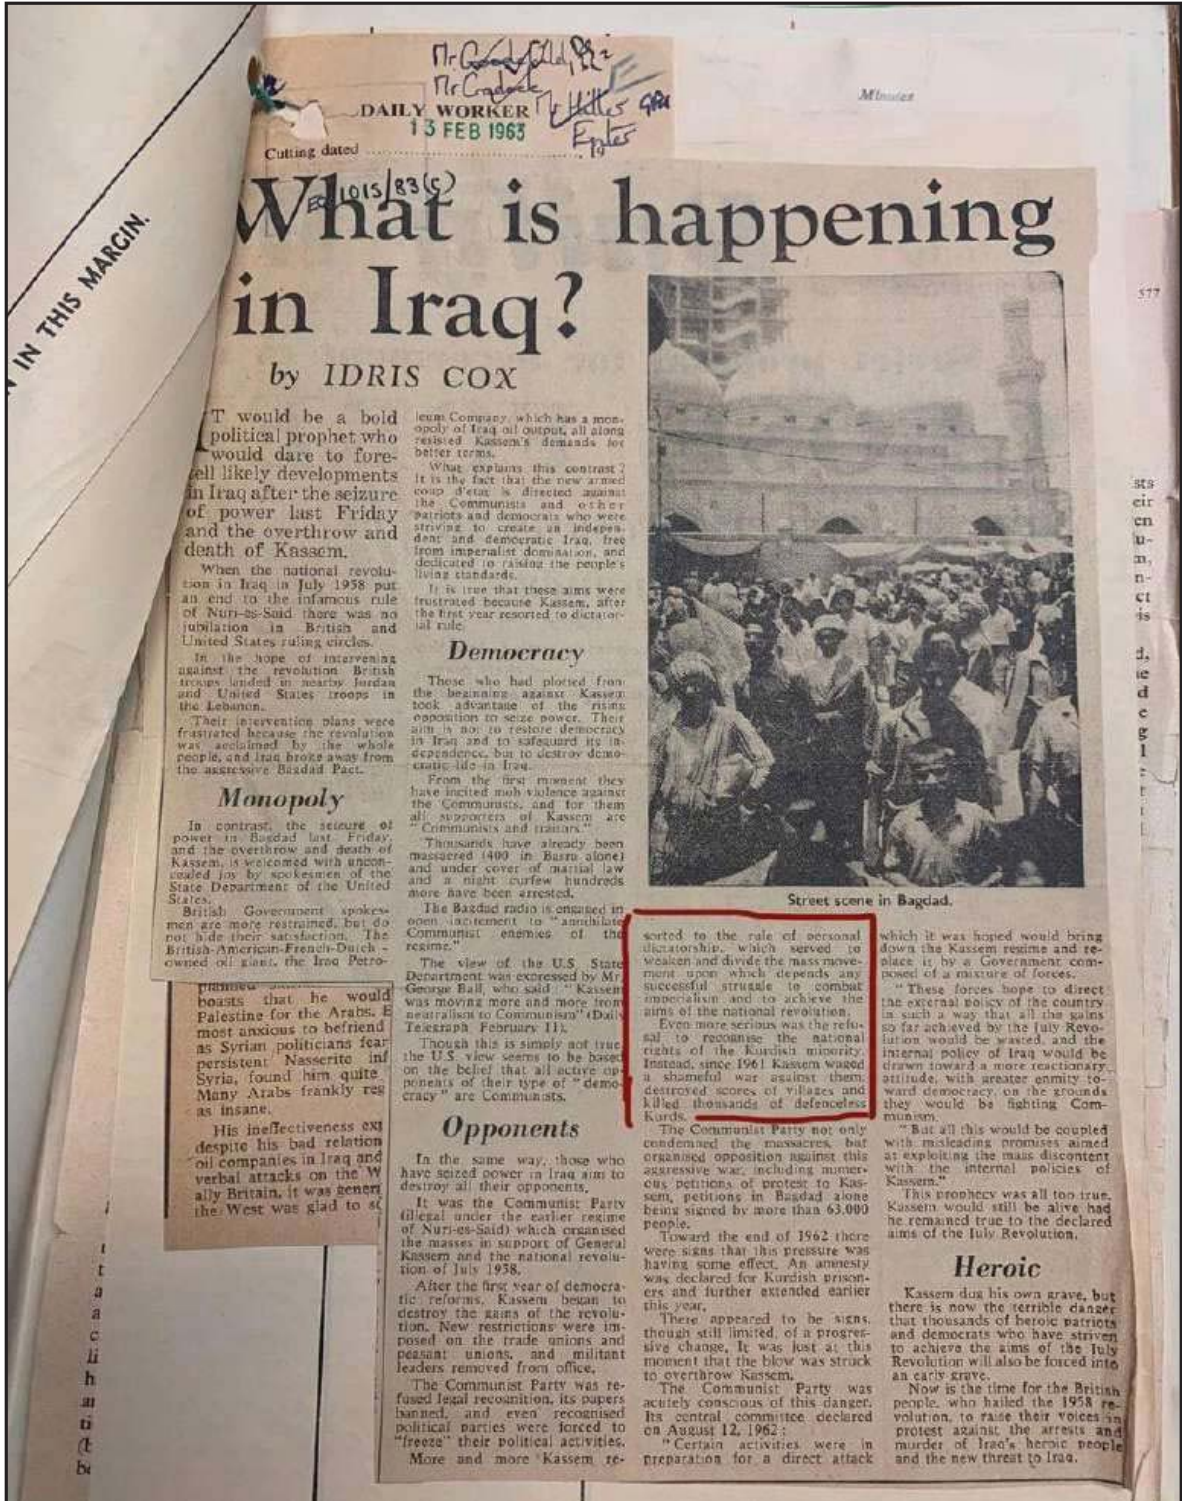 Mr Cradock
Minutes
DAILY WORKER
13 FEB 1963
Cutting dated
19
EQ 1015/83(c)
IN THIS MARGIN.
577
What is happening
in Iraq?
by IDRIS COX
IT would be a bold
political prophet who
would dare to fore-
tell likely developments
in Iraq after the seizure
of power last Friday
and the overthrow and
death of Kassem.
When the national revolu-
tion in Iraq in July 1958 put
an end to the infamous rule
of Nuri-es-Said there was no
jubilation in British and
United States ruling circles.
In the hope of intervening
against the revolution British
troops landed in nearby Jordan
and United States troops in
the Lebanon.
Their intervention plans were
frustrated because the revolution
was acclaimed by the whole
people, and Iraq broke away from
the aggressive Bagdad Pact.
Monopoly
In contrast, the seizure of
power in Bagdad last Friday,
and the overthrow and death of
Kassem, is welcomed with uncon-
cealed joy by spokesmen of the
State Department of the United
States.
British Government spokes-
men are more restrained, but do
not hide their satisfaction. The
British-American-French-Dutch-
owned oil giant, the Iraq Petro-
leum Company, which has a mon-
opoly of Iraq oil output, all along
resisted Kassem's demands for
better terms.
What explains this contrast?
It is the fact that the new armed
coup d'etat is directed against
the Communists and other
patriots and democrats who were
striving to create an indepen-
dent and democratic Iraq, free
from imperialist domination, and
dedicated to raising the people's
living standards.
It is true that these aims were
frustrated because Kassem, after
the first year resorted to dictator-
ial rule.
Democracy
Those who had plotted from
the beginning against Kassem
took advantage of the rising
opposition to seize power. Their
aim is not to restore democracy
in Iraq and to safeguard its in-
dependence, but to destroy demo-
cratic life in Iraq.
From the first moment they
have incited mob violence against
the Communists, and for them
all supporters of Kassem are
"Communists and traitors."
Thousands have already been
massacred (400 in Basra alone)
and under cover of martial law
and a night curfew hundreds
more have been arrested.
The Bagdad radio is engaged in
open incitement to "annihilate
Communist enemies of the
regime."
The view of the U.S. State
Department was expressed by Mr.
George Ball, who said: "Kassem
was moving more and more from
neutralism to Communism" (Daily
Telegraph, February 11).
Though this is simply not true,
the U.S. view seems to be based
on the belief that all active op-
ponents of their type of "demo-
cracy" are Communists.
Opponents
In the same way, those who
have seized power in Iraq aim to
destroy all their opponents.
It was the Communist Party
(illegal under the earlier regime
of Nuri-es-Said) which organised
the masses in support of General
Kassem and the national revolu-
tion of July 1958.
After the first year of democra-
tic reforms, Kassem began to
destroy the gains of the revolu-
tion. New restrictions were im-
posed on the trade unions and
peasant unions, and militant
leaders removed from office.
The Communist Party was re-
fused legal recognition, its papers
banned, and even recognised
political parties were forced to
"freeze" their political activities.
More and more Kassem re-
Street scene in Bagdad.
sorted to the rule of personal
dictatorship, which served to
weaken and divide the mass move-
ment upon which depends any
successful struggle to combat
imperialism and to achieve the
aims of the national revolution.
Even more serious was the refu-
sal to recognise the national
rights of the Kurdish minority.
Instead, since 1961 Kassem waged
a shameful war against them,
destroyed scores of villages and
killed thousands of defenceless
Kurds.
The Communist Party not only
condemned the massacres, but
organised opposition against this
aggressive war, including numer-
ous petitions of protest to Kas-
sem, petitions in Bagdad alone
being signed by more than 63,000
people.
Toward the end of 1962 there
were signs that this pressure was
having some effect. An amnesty
was declared for Kurdish prison-
ers and further extended earlier
this year.
There appeared to be signs,
though still limited, of a progres-
sive change. It was just at this
moment that the blow was struck
to overthrow Kassem.
The Communist Party was
acutely conscious of this danger.
Its central committee declared
on August 12, 1962:
"Certain activities were in
preparation for a direct attack
which it was hoped would bring
down the Kassem regime and re-
place it by a Government com-
posed of a mixture of forces.
"These forces hope to direct
the external policy of the country
in such a way that all the gains
so far achieved by the July Revo-
lution would be wasted, and the
internal policy of Iraq would be
drawn toward a more reactionary
attitude, with greater enmity to-
ward democracy, on the grounds
they would be fighting Com-
munism.
"But all this would be coupled
with misleading promises aimed
at exploiting the mass discontent
with the internal policies of
Kassem."
This prophecy was all too true.
Kassem would still be alive had
he remained true to the declared
aims of the July Revolution.
Heroic
Kassem dug his own grave, but
there is now the terrible danger
that thousands of heroic patriots
and democrats who have striven
to achieve the aims of the July
Revolution will also be forced into
an early grave.
Now is the time for the British
people, who hailed the 1958 re-
volution, to raise their voices in
protest against the arrests and
murder of Iraq's heroic people
and the new threat to Iraq.
boasts that he would
Palestine for the Arabs. E
most anxious to befriend
as Syrian politicians fear
persistent Nasserite inf
Syria, found him quite
Many Arabs frankly reg
as insane.
His ineffectiveness ext
despite his bad relation
oil companies in Iraq and
verbal attacks on the W
ally Britain, it was gener
the West was glad to s